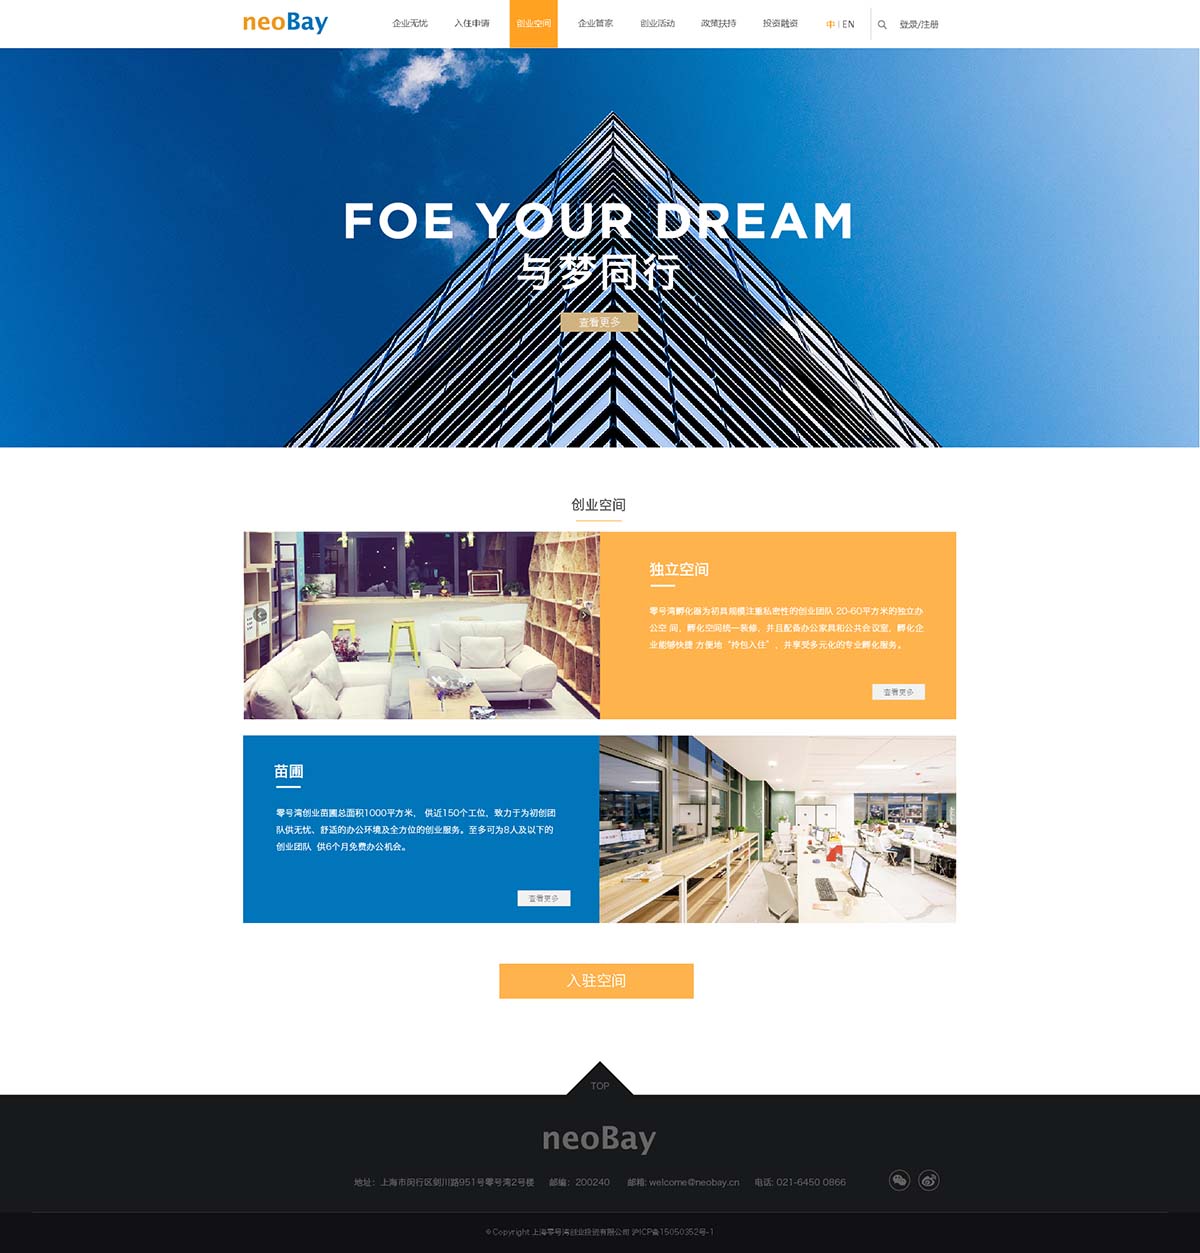 neoBay
企业无忧 入住申请 创业空间 企业管家 创业活动 政策扶持 投资融资 中 | EN 登录/注册
FOE YOUR DREAM
与梦同行
查看更多
创业空间
独立空间
零号湾孵化器为初具规模注重私密性的创业团队 20-60平方米的独立办
公空 间，孵化空间统一装修，并且配备办公家具和公共会议室，孵化企
业能够快捷 方便地“拎包入住”，并享受多元化的专业孵化服务。
查看更多
苗圃
零号湾创业苗圃总面积1000平方米， 供近150个工位，致力于为初创团
队供无忧、舒适的办公环境及全方位的创业服务。至多可为8人及以下的
创业团队 供6个月免费办公机会。
查看更多
入驻空间
TOP
neoBay
地址：上海市闵行区剑川路951号零号湾2号楼 邮编：200240 邮箱: welcome@neobay.cn 电话: 021-6450 0866
© Copyright 上海零号湾创业投资有限公司 沪ICP备15050352号-1